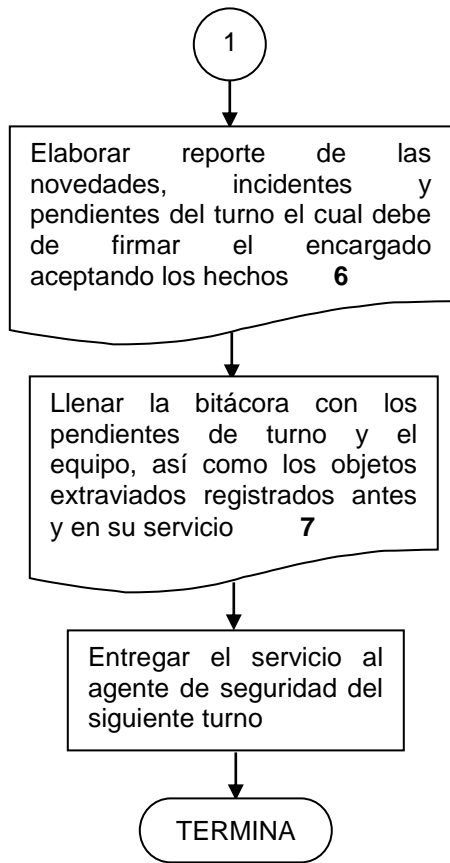 1
Elaborar reporte de las
novedades, incidentes y
pendientes del turno el cual debe
de firmar el encargado
aceptando los hechos 6
Llenar la bitácora con los
pendientes de turno y el
equipo, así como los objetos
extraviados registrados antes
y en su servicio 7
Entregar el servicio al
agente de seguridad del
siguiente turno
TERMINA